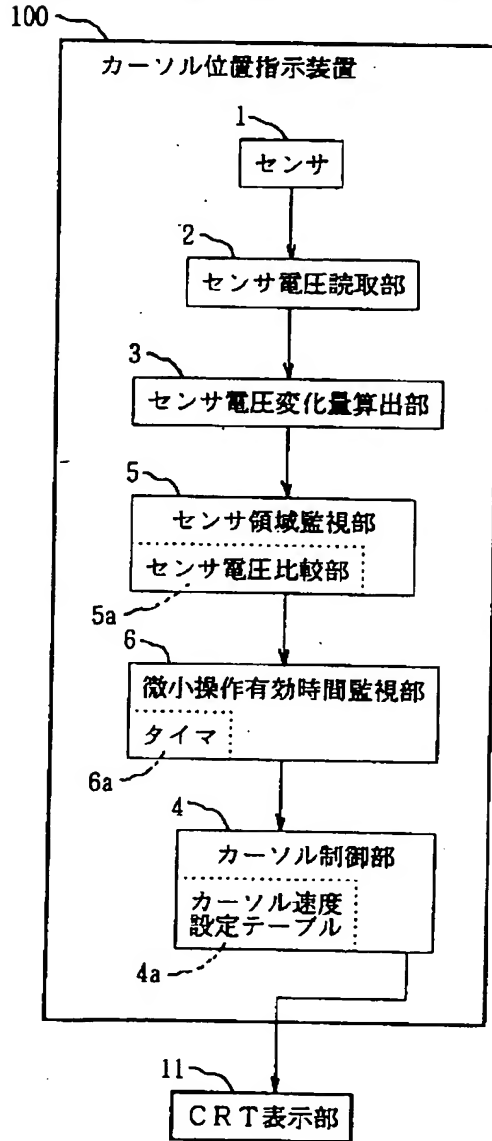 100
カーソル位置指示装置
1
センサ
2
センサ電圧読取部
3
センサ電圧変化量算出部
5
センサ領域監視部
センサ電圧比較部
5a
6
微小操作有効時間監視部
タイマ
6a
4
カーソル制御部
カーソル速度
設定テーブル
4a
11
CRT表示部